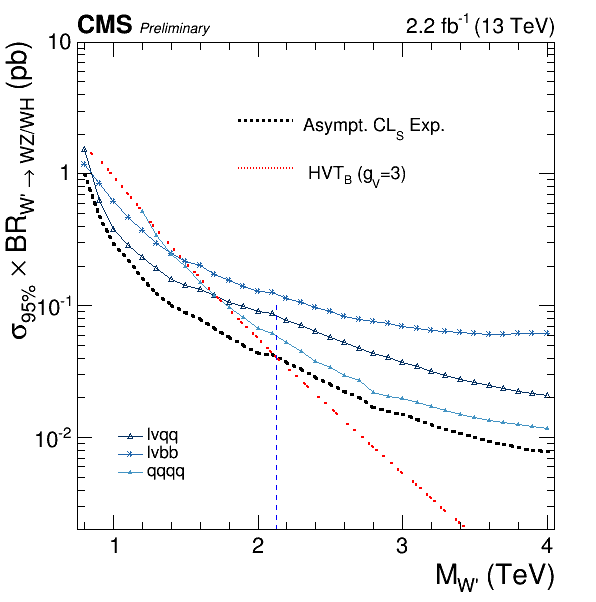 CMS Preliminary 2.2 fb⁻¹ (13 TeV)
σ95% × BRW' → WZ/WH (pb)
10
1
10⁻¹
10⁻²
Asympt. CLS Exp.
HVTB (gV=3)
lvqq
lvbb
qqqq
1 2 3 4
MW' (TeV)